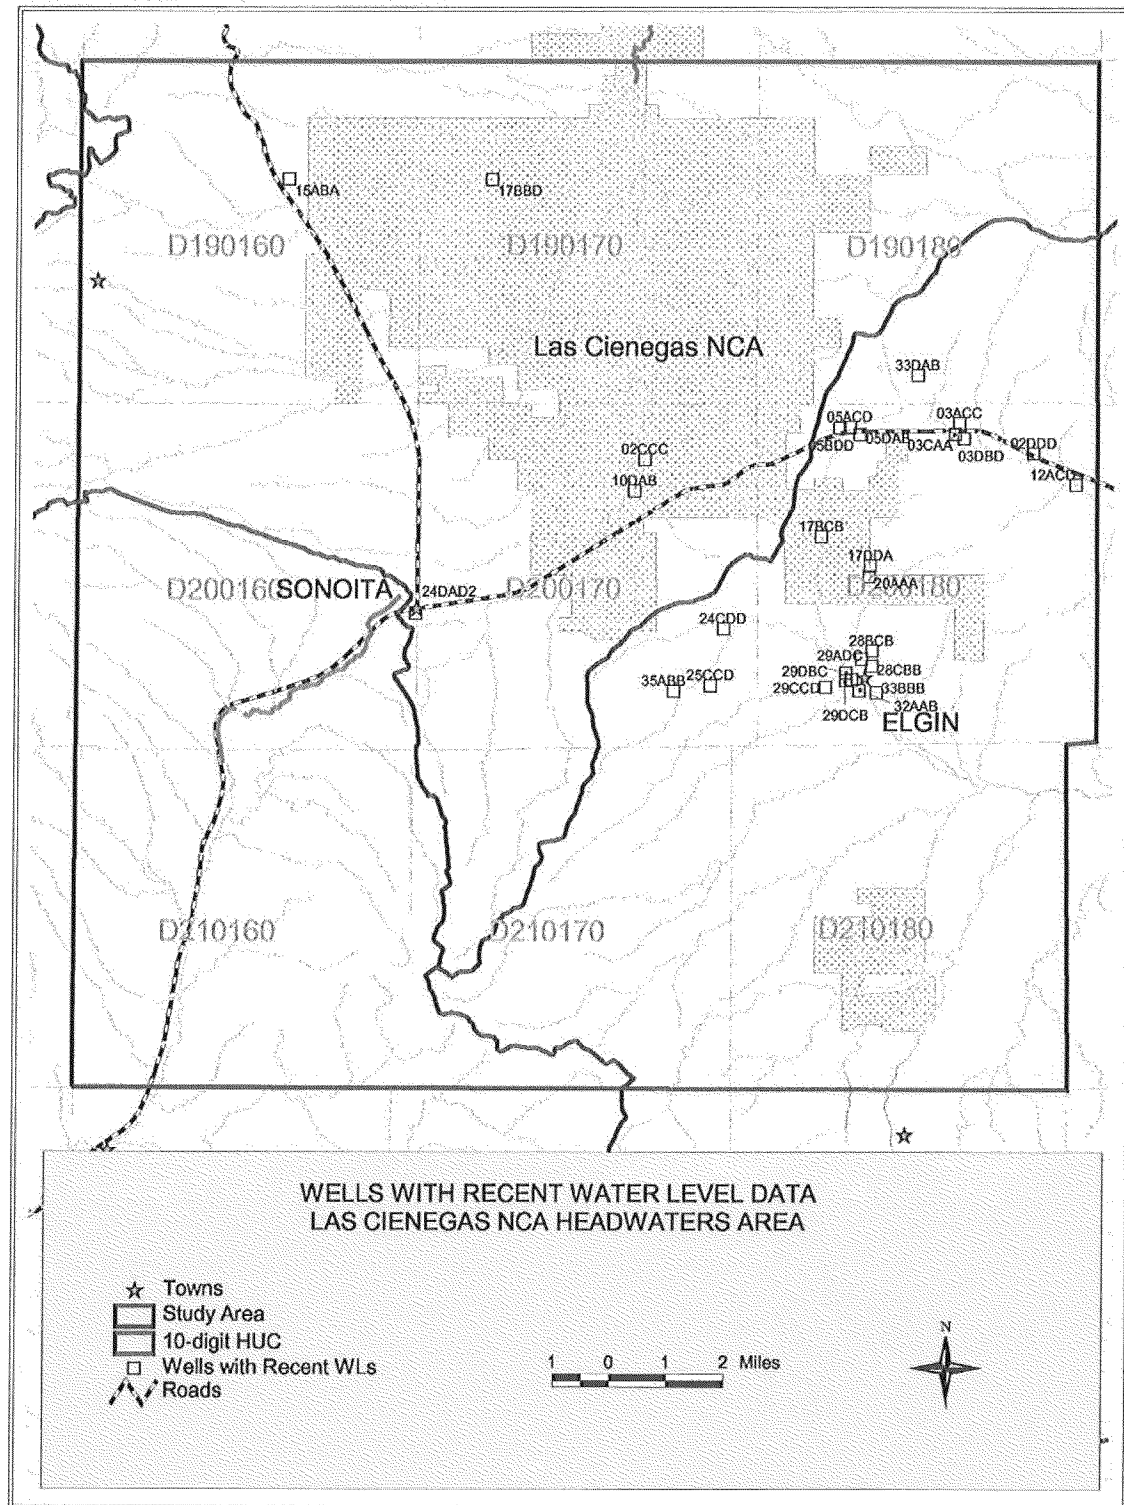 15ABA
17BBD
D190160
D190170
D190180
Las Cienegas NCA
33DAB
05ACD
03ACC
05BDD
05DAB
03CAA
03DBD
02DDD
02CCC
12ACD
10DAB
17BCB
17DDA
D200160
SONOITA
24DAD2
D200170
20AAA
D200180
24CDD
28BCB
29ADC
29DBC
28CBB
35ABB
25CCD
29CCD
33BBB
32AAB
29DCB
ELGIN
D210160
D210170
D210180
WELLS WITH RECENT WATER LEVEL DATA
LAS CIENEGAS NCA HEADWATERS AREA
Towns
Study Area
10-digit HUC
Wells with Recent WLs
Roads
1 0 1 2 Miles
N